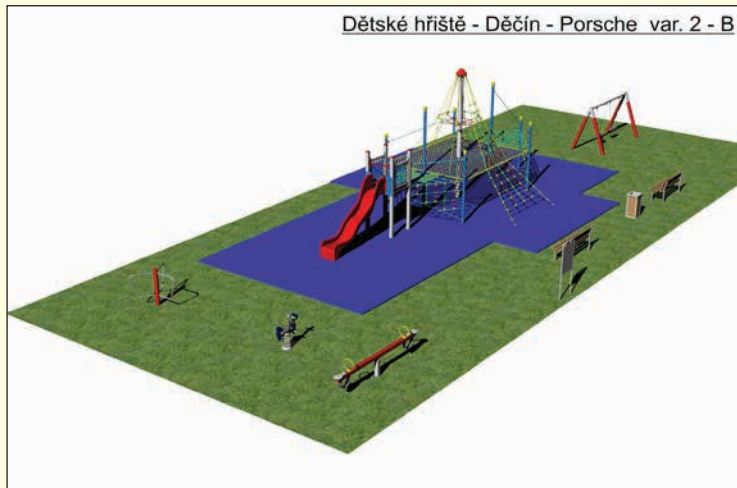 Dětské hřiště - Děčín - Porsche var. 2 - B